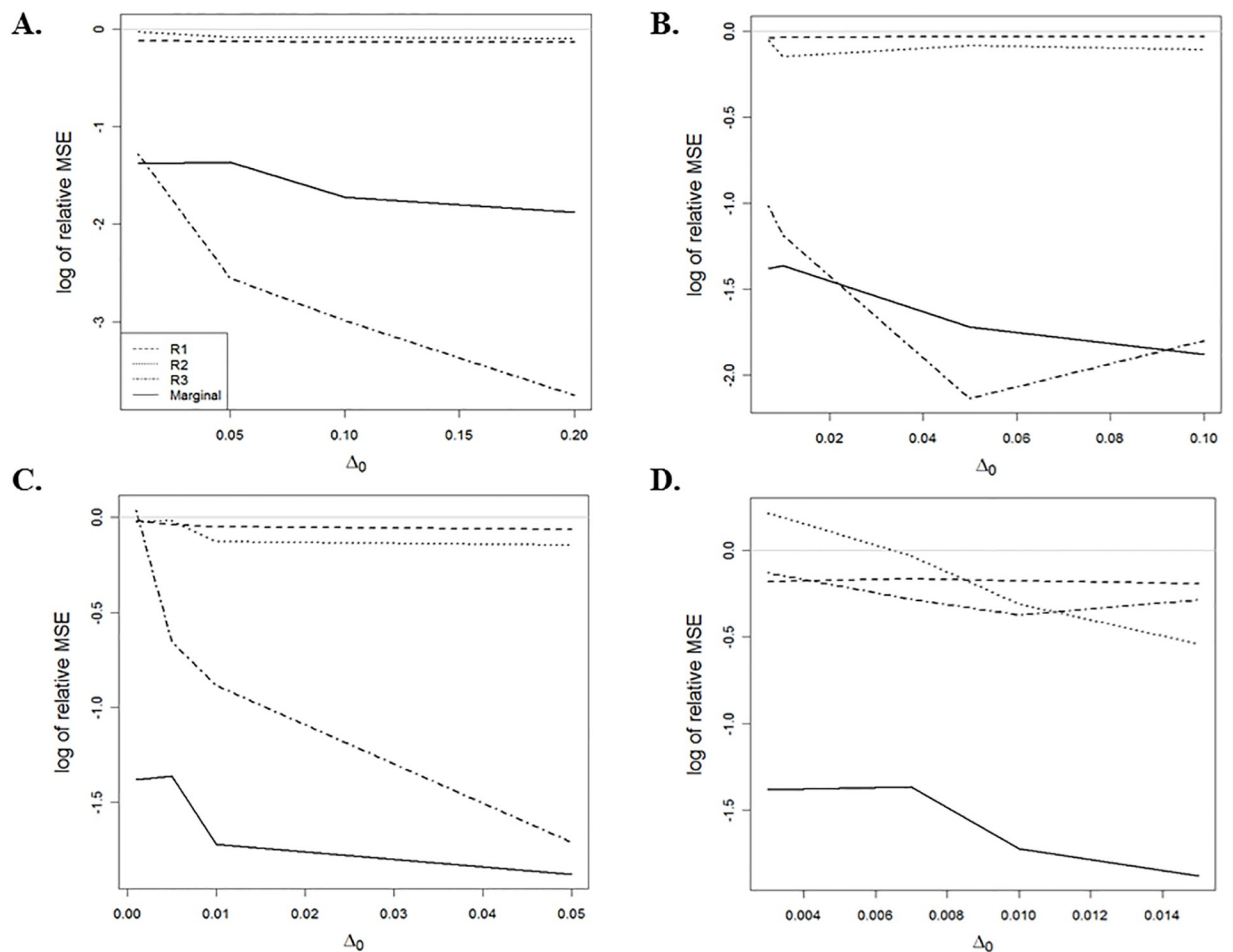 A.
0
-1
-2
-3
log of relative MSE
R1
R2
R3
Marginal
0.05 0.10 0.15 0.20
Δ0
B.
0.0
-0.5
-1.0
-1.5
-2.0
log of relative MSE
0.02 0.04 0.06 0.08 0.10
Δ0
C.
0.0
-0.5
-1.0
-1.5
log of relative MSE
0.00 0.01 0.02 0.03 0.04 0.05
Δ0
D.
0.0
-0.5
-1.0
-1.5
log of relative MSE
0.004 0.006 0.008 0.010 0.012 0.014
Δ0